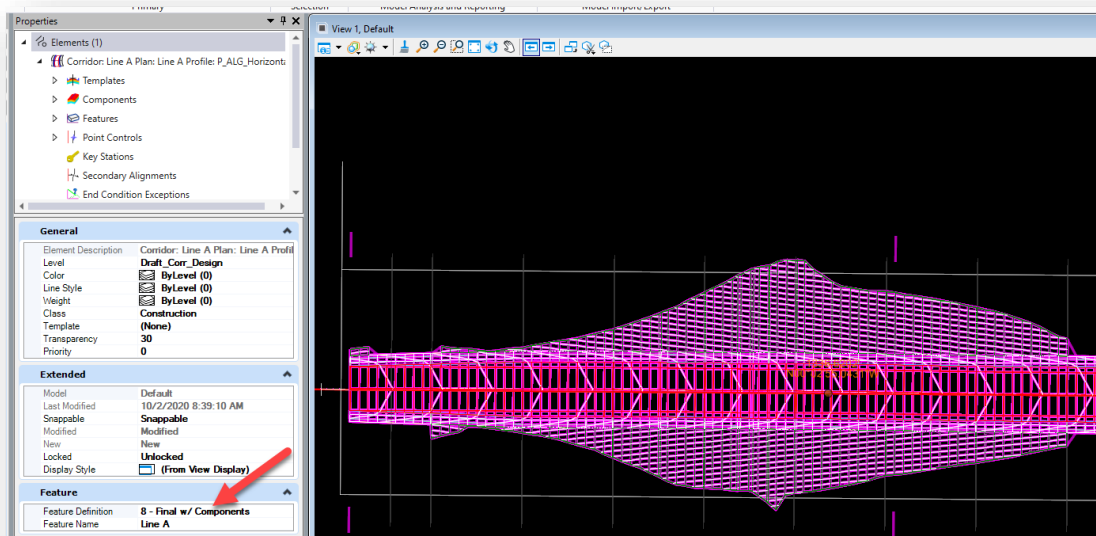 Primary
Selection
Model Analysis and Reporting
Model Import/Export
Properties
View 1, Default
Elements (1)
Corridor: Line A Plan: Line A Profile: P_ALG_Horizonta
Templates
Components
Features
Point Controls
Key Stations
Secondary Alignments
End Condition Exceptions
General
Element Description Corridor: Line A Plan: Line A Profil
Level Draft_Corr_Design
Color ByLevel (0)
Line Style ByLevel (0)
Weight ByLevel (0)
Class Construction
Template (None)
Transparency 30
Priority 0
Extended
Model Default
Last Modified 10/2/2020 8:39:10 AM
Snappable Snappable
Modified Modified
New New
Locked Unlocked
Display Style (From View Display)
Feature
Feature Definition 8 - Final w/ Components
Feature Name Line A